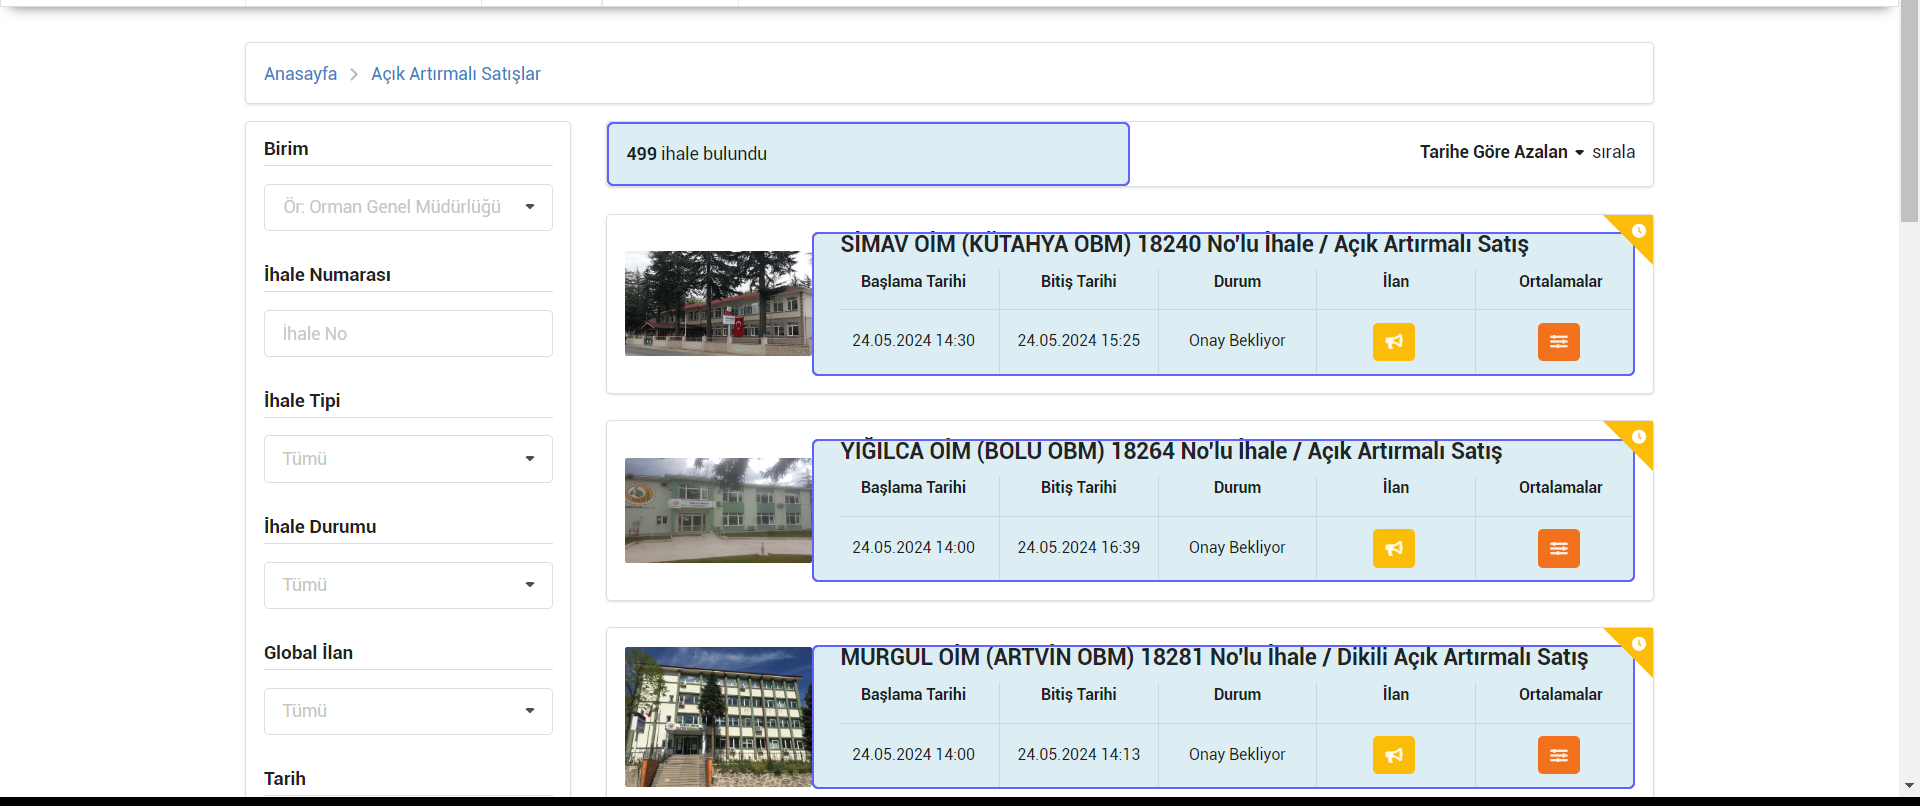 Anasayfa > Açık Artırmalı Satışlar
Birim
Ör: Orman Genel Müdürlüğü
İhale Numarası
İhale No
İhale Tipi
Tümü
İhale Durumu
Tümü
Global İlan
Tümü
Tarih
499 ihale bulundu
Tarihe Göre Azalan sırala
SİMAV OİM (KÜTAHYA OBM) 18240 No'lu İhale / Açık Artırmalı Satış
Başlama Tarihi Bitiş Tarihi Durum İlan Ortalamalar
24.05.2024 14:30 24.05.2024 15:25 Onay Bekliyor
YIĞILCA OİM (BOLU OBM) 18264 No'lu İhale / Açık Artırmalı Satış
Başlama Tarihi Bitiş Tarihi Durum İlan Ortalamalar
24.05.2024 14:00 24.05.2024 16:39 Onay Bekliyor
MURGUL OİM (ARTVİN OBM) 18281 No'lu İhale / Dikili Açık Artırmalı Satış
Başlama Tarihi Bitiş Tarihi Durum İlan Ortalamalar
24.05.2024 14:00 24.05.2024 14:13 Onay Bekliyor